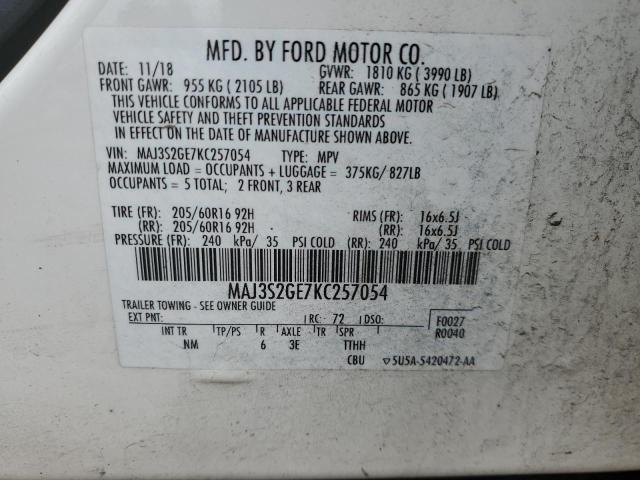 MFD. BY FORD MOTOR CO.
DATE: 11/18 GVWR: 1810 KG ( 3990 LB)
FRONT GAWR: 955 KG ( 2105 LB) REAR GAWR: 865 KG ( 1907 LB)
THIS VEHICLE CONFORMS TO ALL APPLICABLE FEDERAL MOTOR
VEHICLE SAFETY AND THEFT PREVENTION STANDARDS
IN EFFECT ON THE DATE OF MANUFACTURE SHOWN ABOVE.
VIN: MAJ3S2GE7KC257054 TYPE: MPV
MAXIMUM LOAD = OCCUPANTS + LUGGAGE = 375KG/ 827LB
OCCUPANTS = 5 TOTAL; 2 FRONT, 3 REAR
TIRE (FR): 205/60R16 92H RIMS (FR): 16x6.5J
(RR): 205/60R16 92H (RR): 16x6.5J
PRESSURE (FR): 240 kPa/ 35 PSI COLD (RR): 240 kPa/ 35 PSI COLD
MAJ3S2GE7KC257054
TRAILER TOWING - SEE OWNER GUIDE
EXT PNT: RC: 72 DSO: F0027
R0040
INT TR TP/PS R AXLE TR SPR
NM 6 3E TTHH
CBU 5U5A-5420472-AA